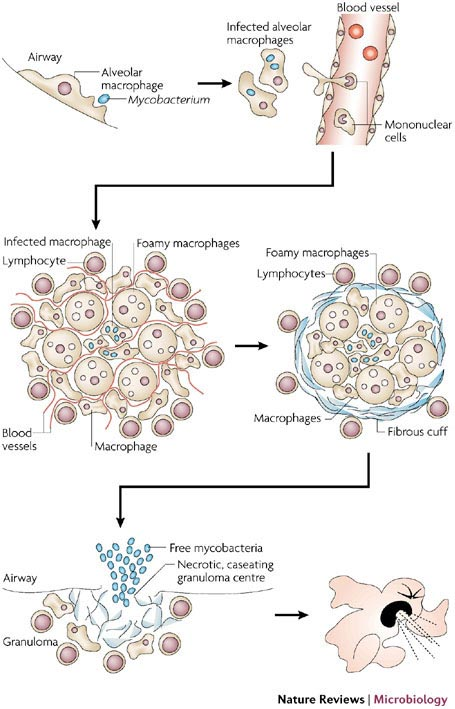 Blood vessel
Infected alveolar
macrophages
Airway
Alveolar
macrophage
Mycobacterium
Mononuclear
cells
Infected macrophage
Foamy macrophages
Lymphocyte
Foamy macrophages
Lymphocytes
Blood
vessels
Macrophage
Macrophages
Fibrous cuff
Free mycobacteria
Necrotic, caseating
granuloma centre
Airway
Granuloma
Nature Reviews | Microbiology